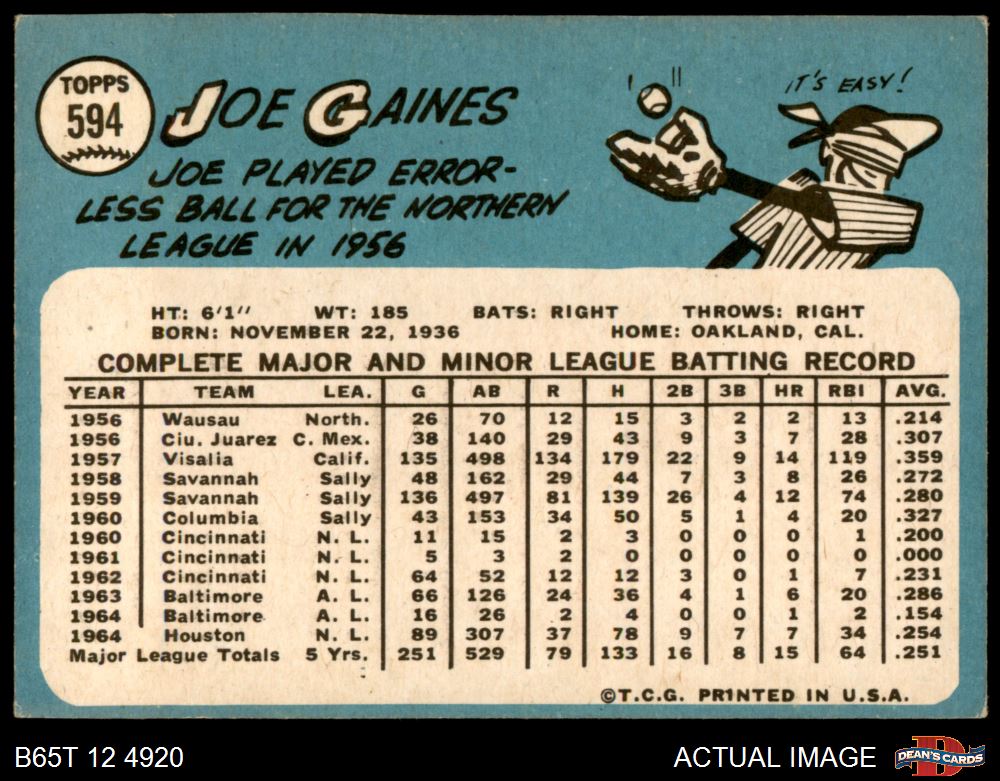 TOPPS
594
JOE GAINES
JOE PLAYED ERROR-
LESS BALL FOR THE NORTHERN
LEAGUE IN 1956
IT'S EASY!
HT: 6'1" WT: 185 BATS: RIGHT THROWS: RIGHT
BORN: NOVEMBER 22, 1936 HOME: OAKLAND, CAL.
COMPLETE MAJOR AND MINOR LEAGUE BATTING RECORD
YEAR TEAM LEA. G AB R H 2B 3B HR RBI AVG.
1956 Wausau North. 26 70 12 15 3 2 2 13 .214
1956 Ciu. Juarez C. Mex. 38 140 29 43 9 3 7 28 .307
1957 Visalia Calif. 135 498 134 179 22 9 14 119 .359
1958 Savannah Sally 48 162 29 44 7 3 8 26 .272
1959 Savannah Sally 136 497 81 139 26 4 12 74 .280
1960 Columbia Sally 43 153 34 50 5 1 4 20 .327
1960 Cincinnati N. L. 11 15 2 3 0 0 0 1 .200
1961 Cincinnati N. L. 5 3 2 0 0 0 0 0 .000
1962 Cincinnati N. L. 64 52 12 12 3 0 1 7 .231
1963 Baltimore A. L. 66 126 24 36 4 1 6 20 .286
1964 Baltimore A. L. 16 26 2 4 0 0 1 2 .154
1964 Houston N. L. 89 307 37 78 9 7 7 34 .254
Major League Totals 5 Yrs. 251 529 79 133 16 8 15 64 .251
©T.C.G. PRINTED IN U.S.A.
B65T 12 4920 ACTUAL IMAGE DEAN'S CARDS